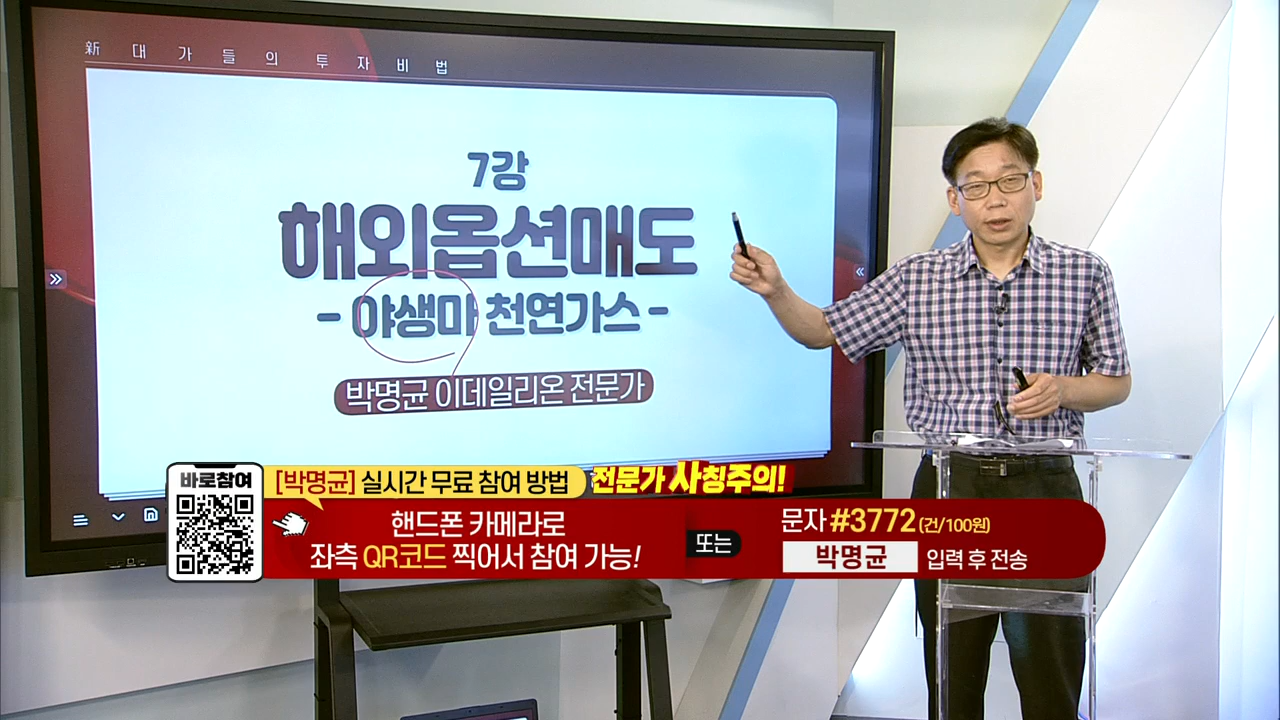 新 대가들의 투자비법
7강
해외옵션매도
- 야생마 천연가스 -
박명균 이데일리온 전문가
바로참여
[박명균] 실시간 무료 참여 방법
전문가 사칭주의!
핸드폰 카메라로
좌측 QR코드 찍어서 참여 가능!
또는
문자 #3772 (건/100원)
박명균 입력 후 전송